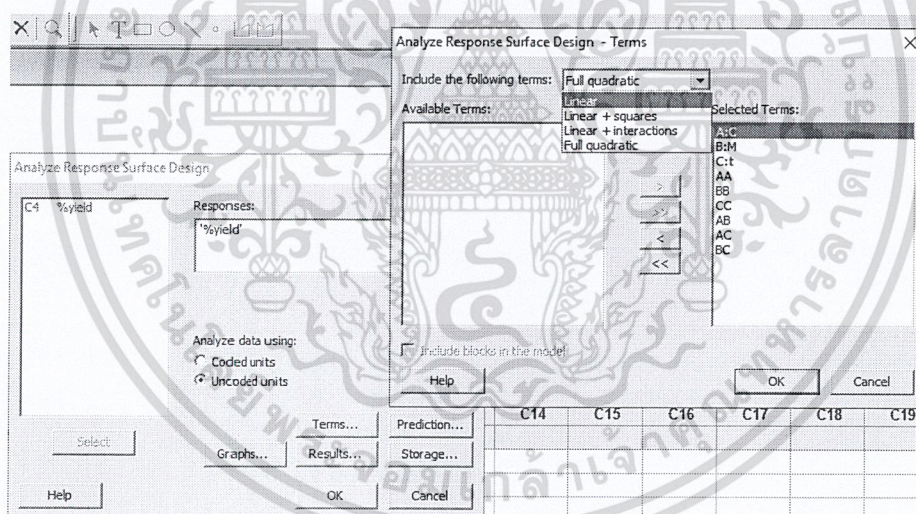 Analyze Response Surface Design - Terms
Include the following terms: Full quadratic
Linear
Linear + squares
Linear + interactions
Full quadratic
Available Terms:
Selected Terms:
A:C
B:M
C:t
AA
BB
CC
AB
AC
BC
>
>>
<
<<
Include blocks in the model
Help
OK
Cancel
Analyze Response Surface Design
C4 %yield
Responses:
'%yield'
Analyze data using:
Coded units
Uncoded units
Terms...
Prediction...
Select
Graphs...
Results...
Storage...
Help
OK
Cancel
C14 C15 C16 C17 C18 C19